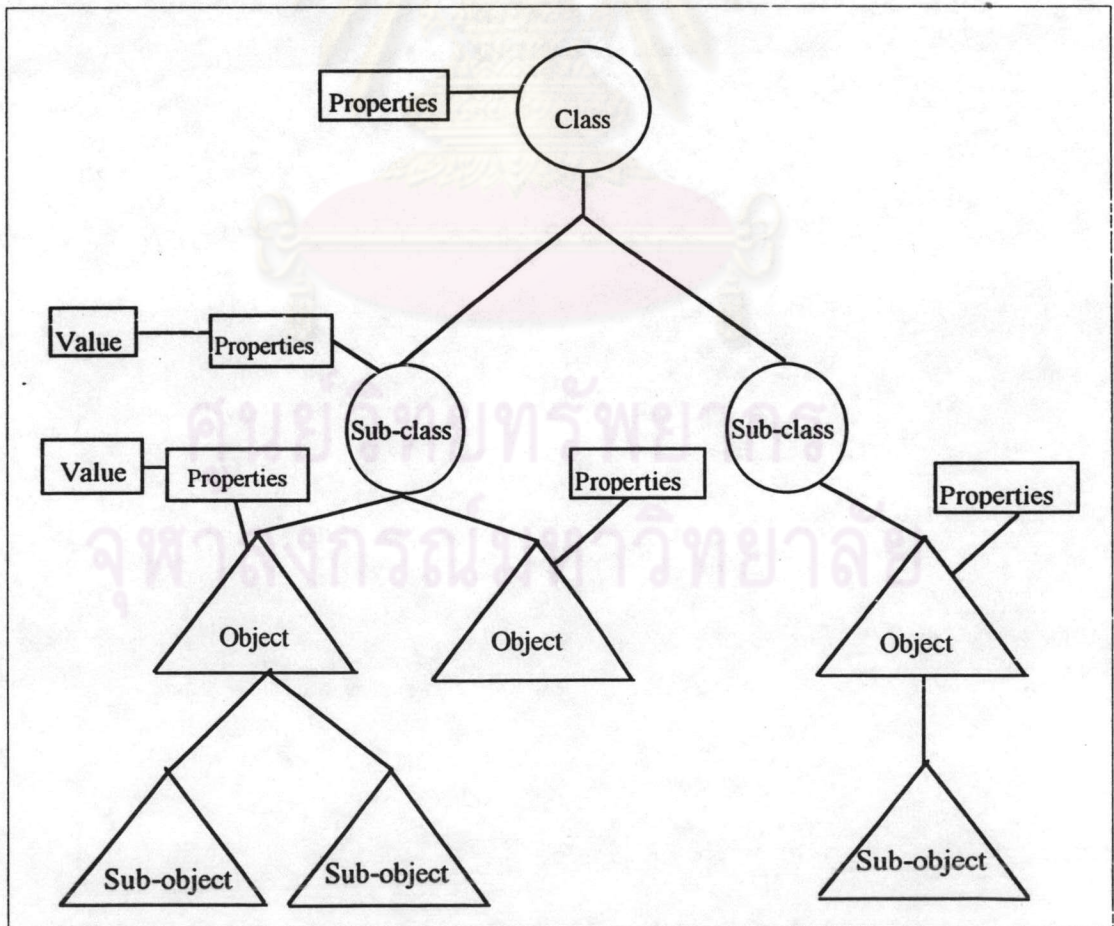 Properties
Class
Value
Properties
Sub-class
Sub-class
Value
Properties
Properties
Properties
ศูนย์วิทยทรัพยากร
จุฬาลงกรณ์มหาวิทยาลัย
Object
Object
Object
Sub-object
Sub-object
Sub-object